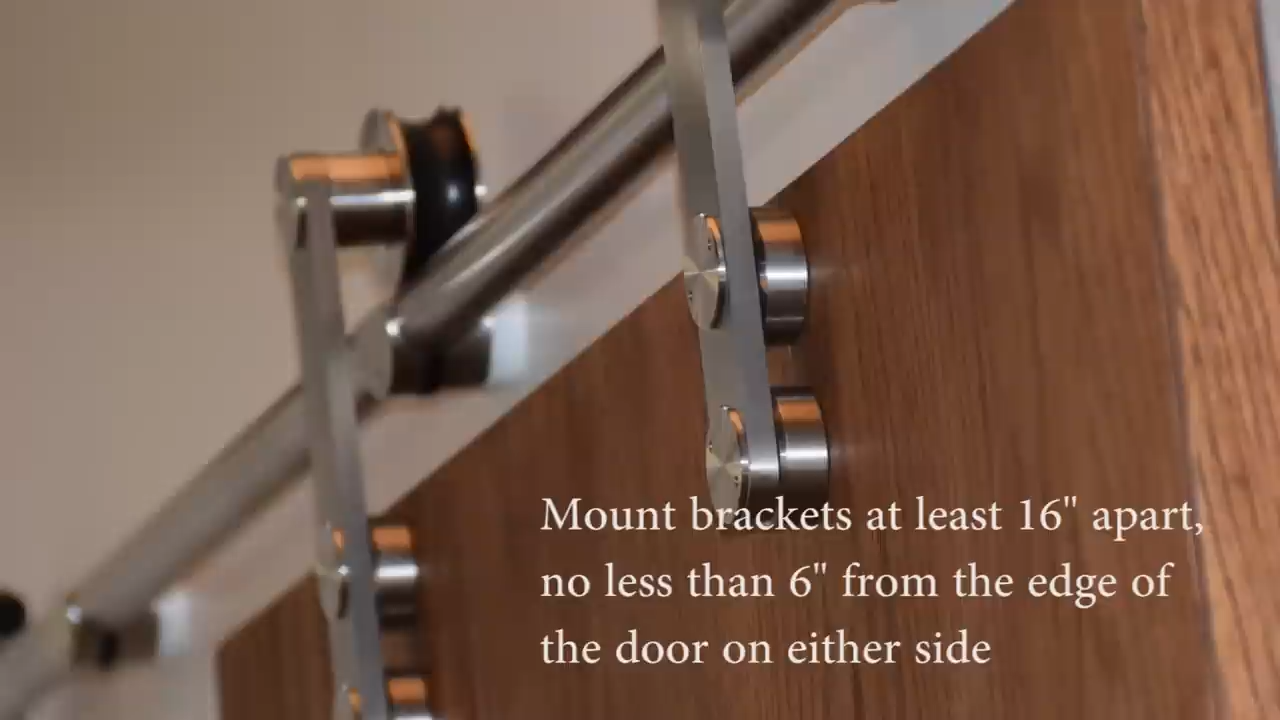 Mount brackets at least 16" apart,
no less than 6" from the edge of
the door on either side